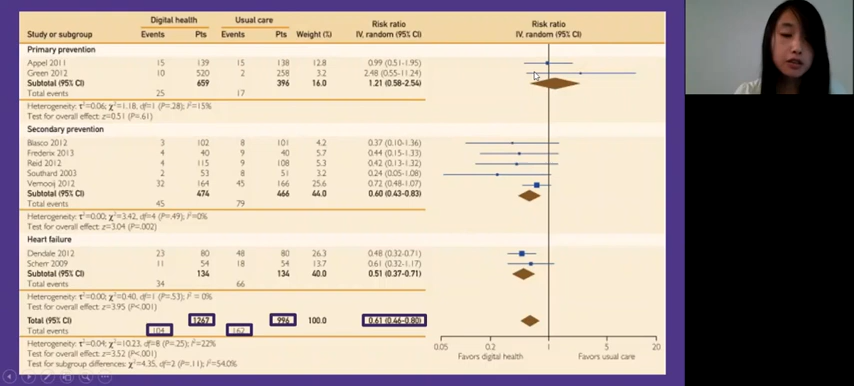 Digital health Usual care Risk ratio Risk ratio
Study or subgroup Events Pts Events Pts Weight (%) IV, random (95% CI) IV, random (95% CI)
Primary prevention
Appel 2011 15 139 15 138 12.8 0.99 (0.51-1.95)
Green 2012 10 520 2 258 3.2 2.48 (0.55-11.24)
Subtotal (95% CI) 659 396 16.0 1.21 (0.58-2.54)
Total events 25 17
Heterogeneity: τ²=0.06; χ²=1.18, df=1 (P=.28); I²=15%
Test for overall effect: z=0.51 (P=.61)
Secondary prevention
Blasco 2012 3 102 8 101 4.2 0.37 (0.10-1.36)
Frederix 2013 4 40 9 40 5.7 0.44 (0.15-1.33)
Reid 2012 4 115 9 108 5.3 0.42 (0.13-1.32)
Southard 2003 2 53 8 51 3.2 0.24 (0.05-1.08)
Vernooij 2012 32 164 45 166 25.6 0.72 (0.48-1.07)
Subtotal (95% CI) 474 466 44.0 0.60 (0.43-0.83)
Total events 45 79
Heterogeneity: τ²=0.00; χ²=3.42, df=4 (P=.49); I²=0%
Test for overall effect: z=3.04 (P=.002)
Heart failure
Dendale 2012 23 80 48 80 26.3 0.48 (0.32-0.71)
Scherr 2009 11 54 18 54 13.7 0.61 (0.32-1.17)
Subtotal (95% CI) 134 134 40.0 0.51 (0.37-0.71)
Total events 34 66
Heterogeneity: τ²=0.00; χ²=0.40, df=1 (P=.53); I² = 0%
Test for overall effect: z=3.95 (P<.001)
Total (95% CI) 1267 996 100.0 0.61 (0.46-0.80)
Total events 104 162
Heterogeneity: τ²=0.04; χ²=10.23, df=8 (P=.25); I²=22%
Test for overall effect: z=3.52 (P<.001)
Test for subgroup differences: χ²=4.35, df=2 (P=.11); I²=54.0%
0.05 0.2 1 5 20
Favors digital health Favors usual care